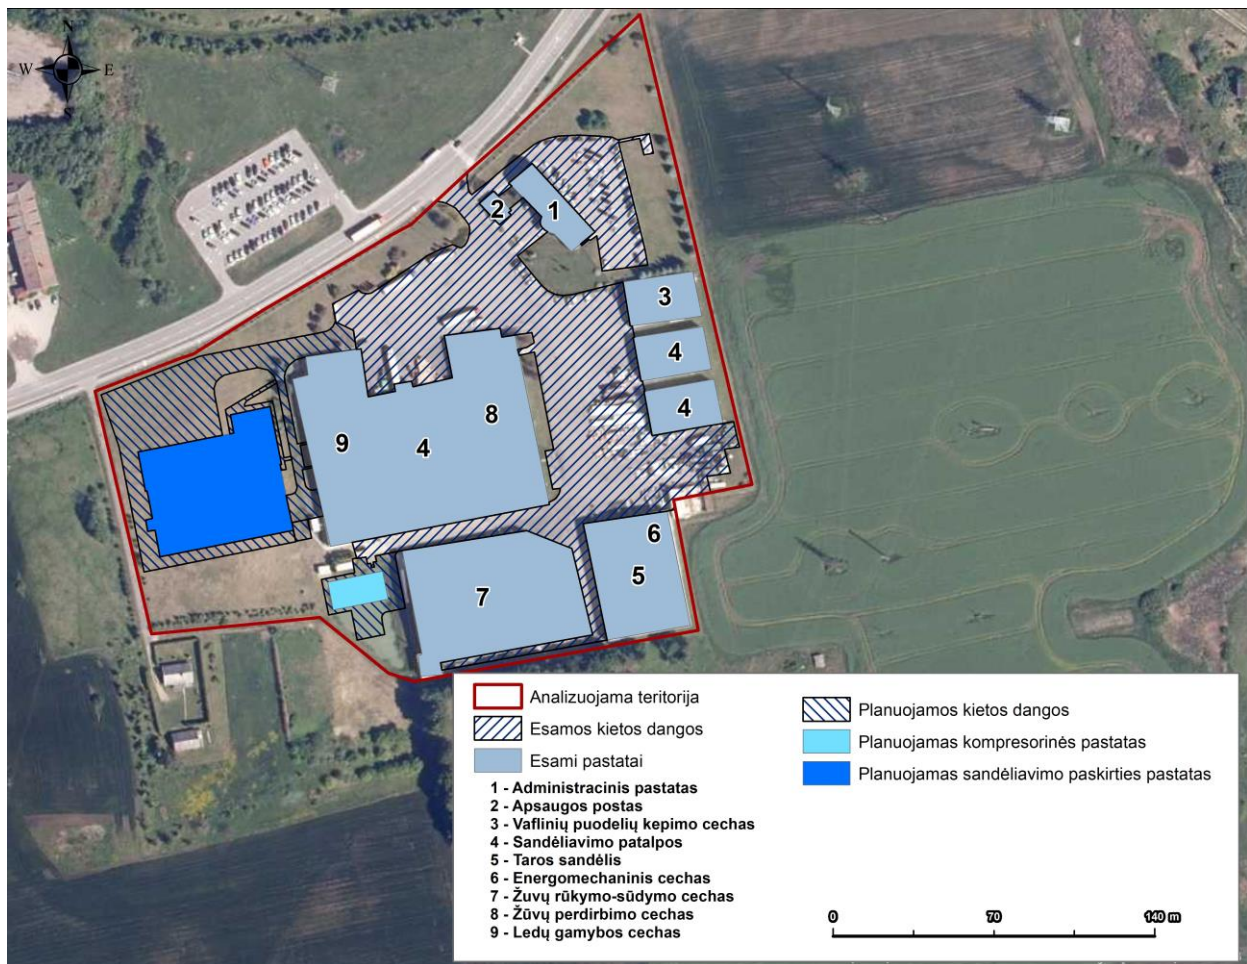 N
W E
S
1
2
3
4
4
8
9
4
6
7
5
Analizuojama teritorija
Esamos kietos dangos
Esami pastatai
1 - Administracinis pastatas
2 - Apsaugos postas
3 - Vaflinių puodelių kepimo cechas
4 - Sandėliavimo patalpos
5 - Taros sandėlis
6 - Energomechaninis cechas
7 - Žuvų rūkymo-sūdymo cechas
8 - Žūvų perdirbimo cechas
9 - Ledų gamybos cechas
Planuojamos kietos dangos
Planuojamas kompresorinės pastatas
Planuojamas sandėliavimo paskirties pastatas
0 70 140 m